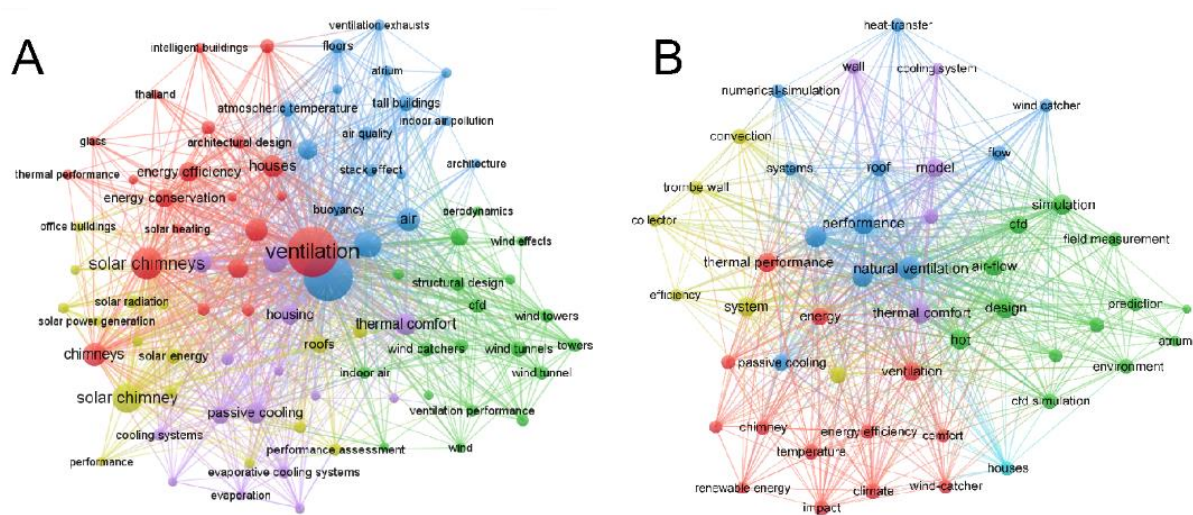 A
ventilation exhausts
intelligent buildings
floors
atrium
thailand
atmospheric temperature
tall buildings
indoor air pollution
air quality
glass
architectural design
houses
stack effect
architecture
thermal performance
energy efficiency
energy conservation
buoyancy
air
aerodynamics
office buildings
solar heating
wind effects
ventilation
solar chimneys
structural design
solar radiation
cfd
solar power generation
housing
thermal comfort
wind towers
chimneys
solar energy
roofs
wind catchers
wind tunnels
towers
indoor air
wind tunnel
solar chimney
passive cooling
ventilation performance
cooling systems
performance assessment
wind
performance
evaporative cooling systems
evaporation
B
heat-transfer
wall
cooling system
numerical-simulation
wind catcher
convection
systems
roof
model
flow
trombe wall
collector
performance
simulation
cfd
field measurement
thermal performance
natural ventilation
air-flow
efficiency
system
energy
thermal comfort
design
prediction
hot
atrium
passive cooling
ventilation
environment
cfd simulation
chimney
energy efficiency
comfort
temperature
houses
renewable energy
climate
wind-catcher
impact